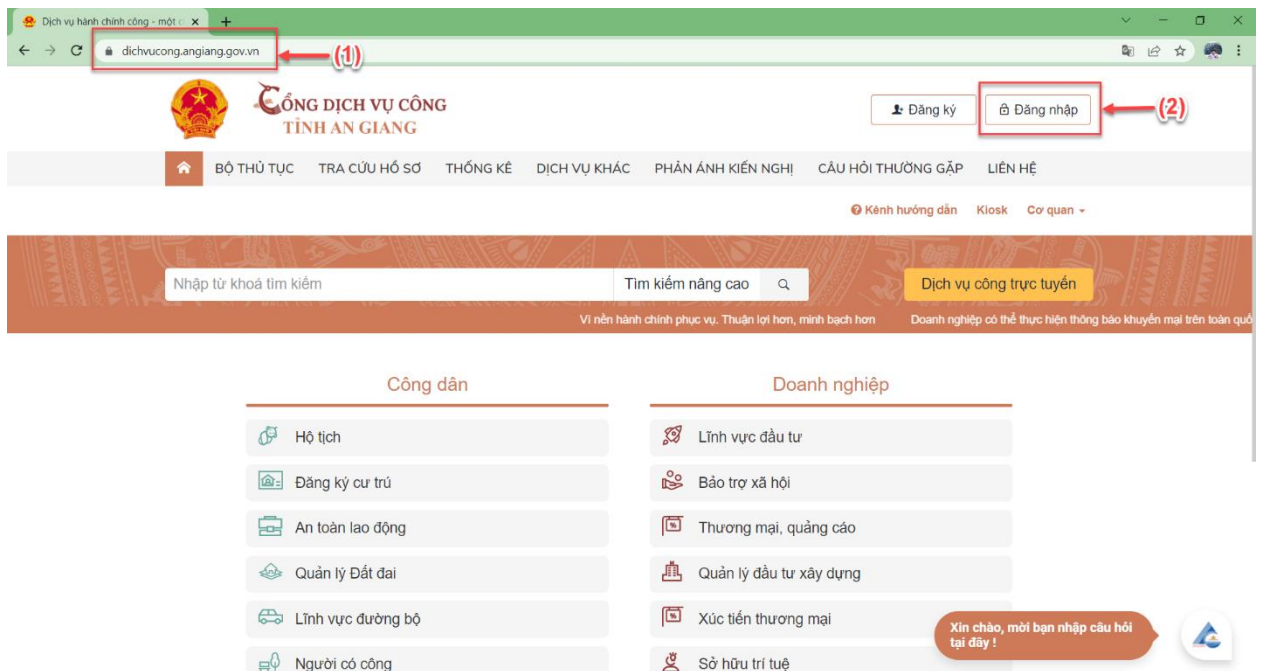 Dịch vụ hành chính công - một c
dichvucong.angiang.gov.vn
(1)
CỔNG DỊCH VỤ CÔNG
TỈNH AN GIANG
Đăng ký
Đăng nhập
(2)
BỘ THỦ TỤC TRA CỨU HỒ SƠ THỐNG KÊ DỊCH VỤ KHÁC PHẢN ÁNH KIẾN NGHỊ CÂU HỎI THƯỜNG GẶP LIÊN HỆ
Kênh hướng dẫn Kiosk Cơ quan
Nhập từ khoá tìm kiếm
Tìm kiếm nâng cao
Dịch vụ công trực tuyến
Vì nền hành chính phục vụ. Thuận lợi hơn, minh bạch hơn
Doanh nghiệp có thể thực hiện thông báo khuyến mại trên toàn quố
Công dân
Hộ tịch
Đăng ký cư trú
An toàn lao động
Quản lý Đất đai
Lĩnh vực đường bộ
Người có công
Doanh nghiệp
Lĩnh vực đầu tư
Bảo trợ xã hội
Thương mại, quảng cáo
Quản lý đầu tư xây dựng
Xúc tiến thương mại
Sở hữu trí tuệ
Xin chào, mời bạn nhập câu hỏi
tại đây !